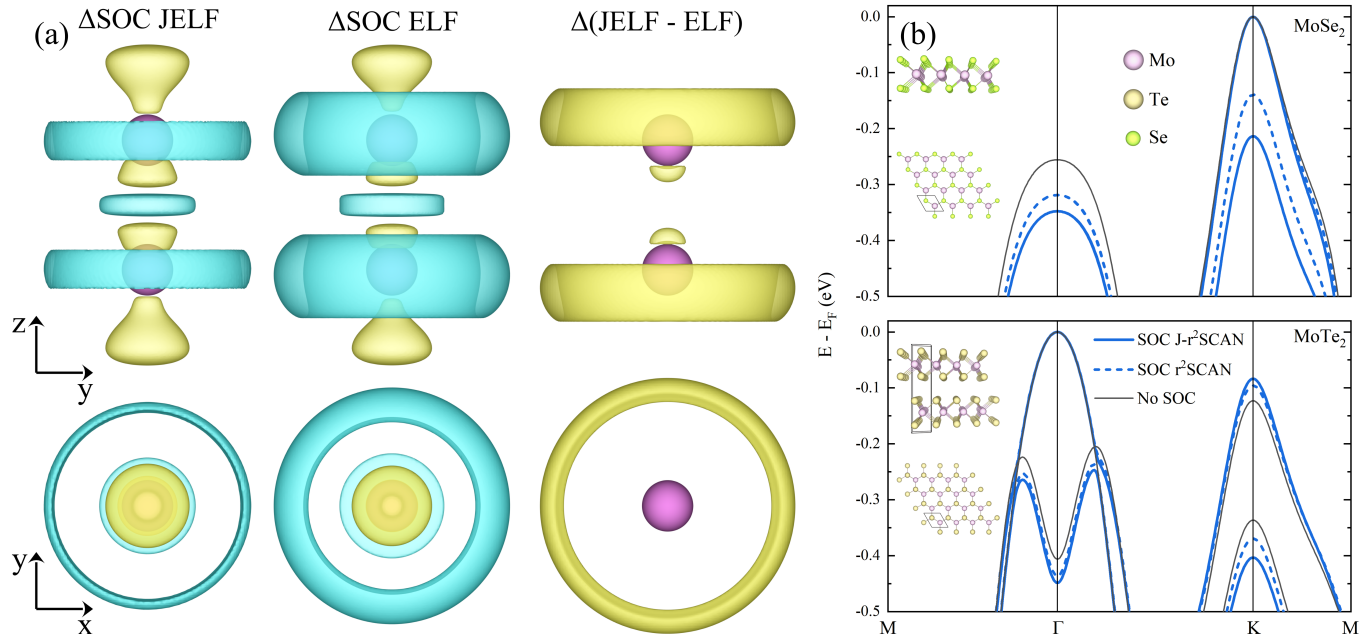 (a)
ΔSOC JELF
ΔSOC ELF
Δ(JELF - ELF)
z
y
y
x
(b)
E - E_F (eV)
0.0
-0.1
-0.2
-0.3
-0.4
-0.5
MoSe₂
Mo
Te
Se
0.0
-0.1
-0.2
-0.3
-0.4
-0.5
MoTe₂
SOC J-r²SCAN
SOC r²SCAN
No SOC
M
Γ
K
M